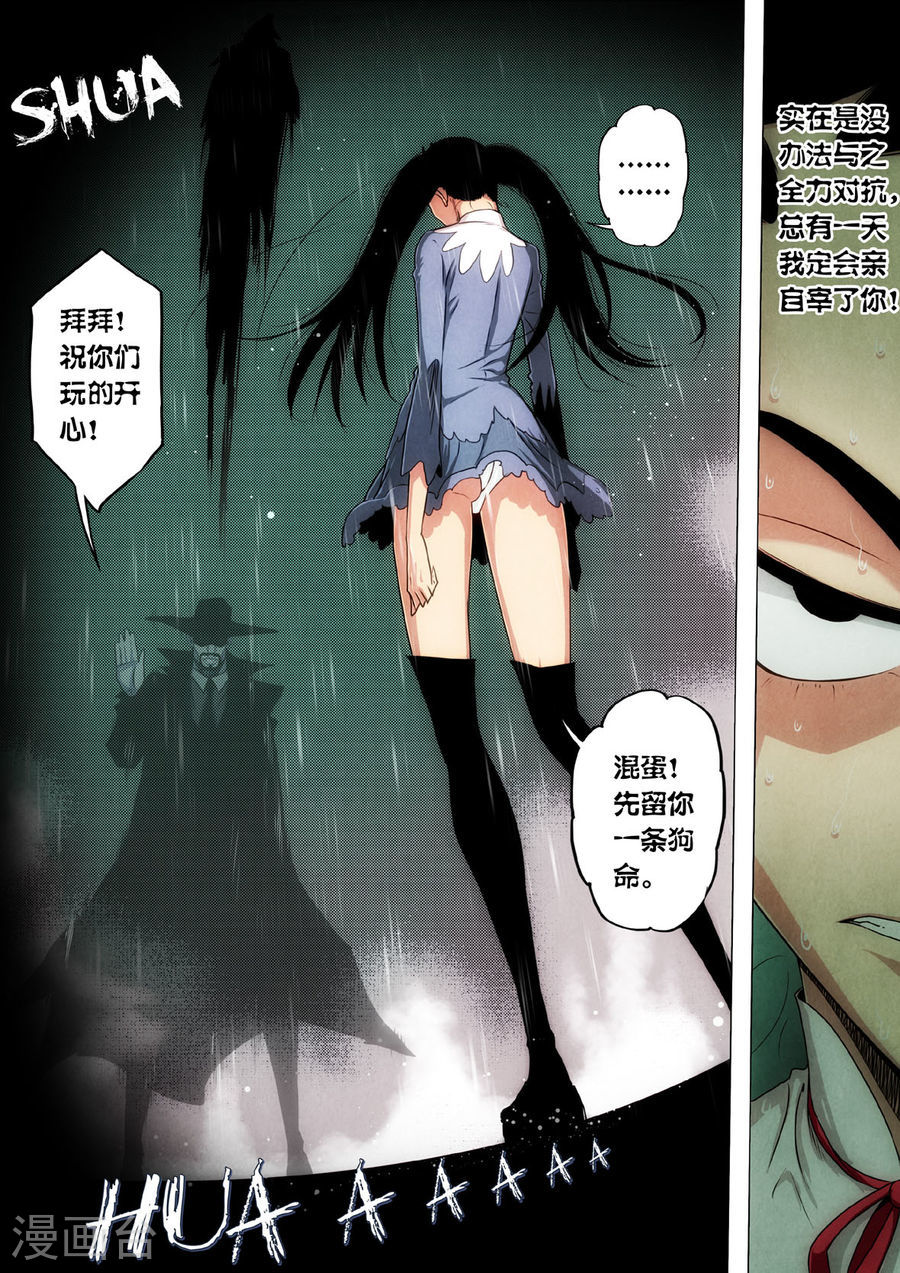 SHUA
拜拜!
祝你们
玩的开
心!
……
……
混蛋!
先留你
一条狗
命。
实在是没
办法与之
全力对抗,
总有一天
我定会亲
自宰了你!
HUA A A A A A A
漫画台